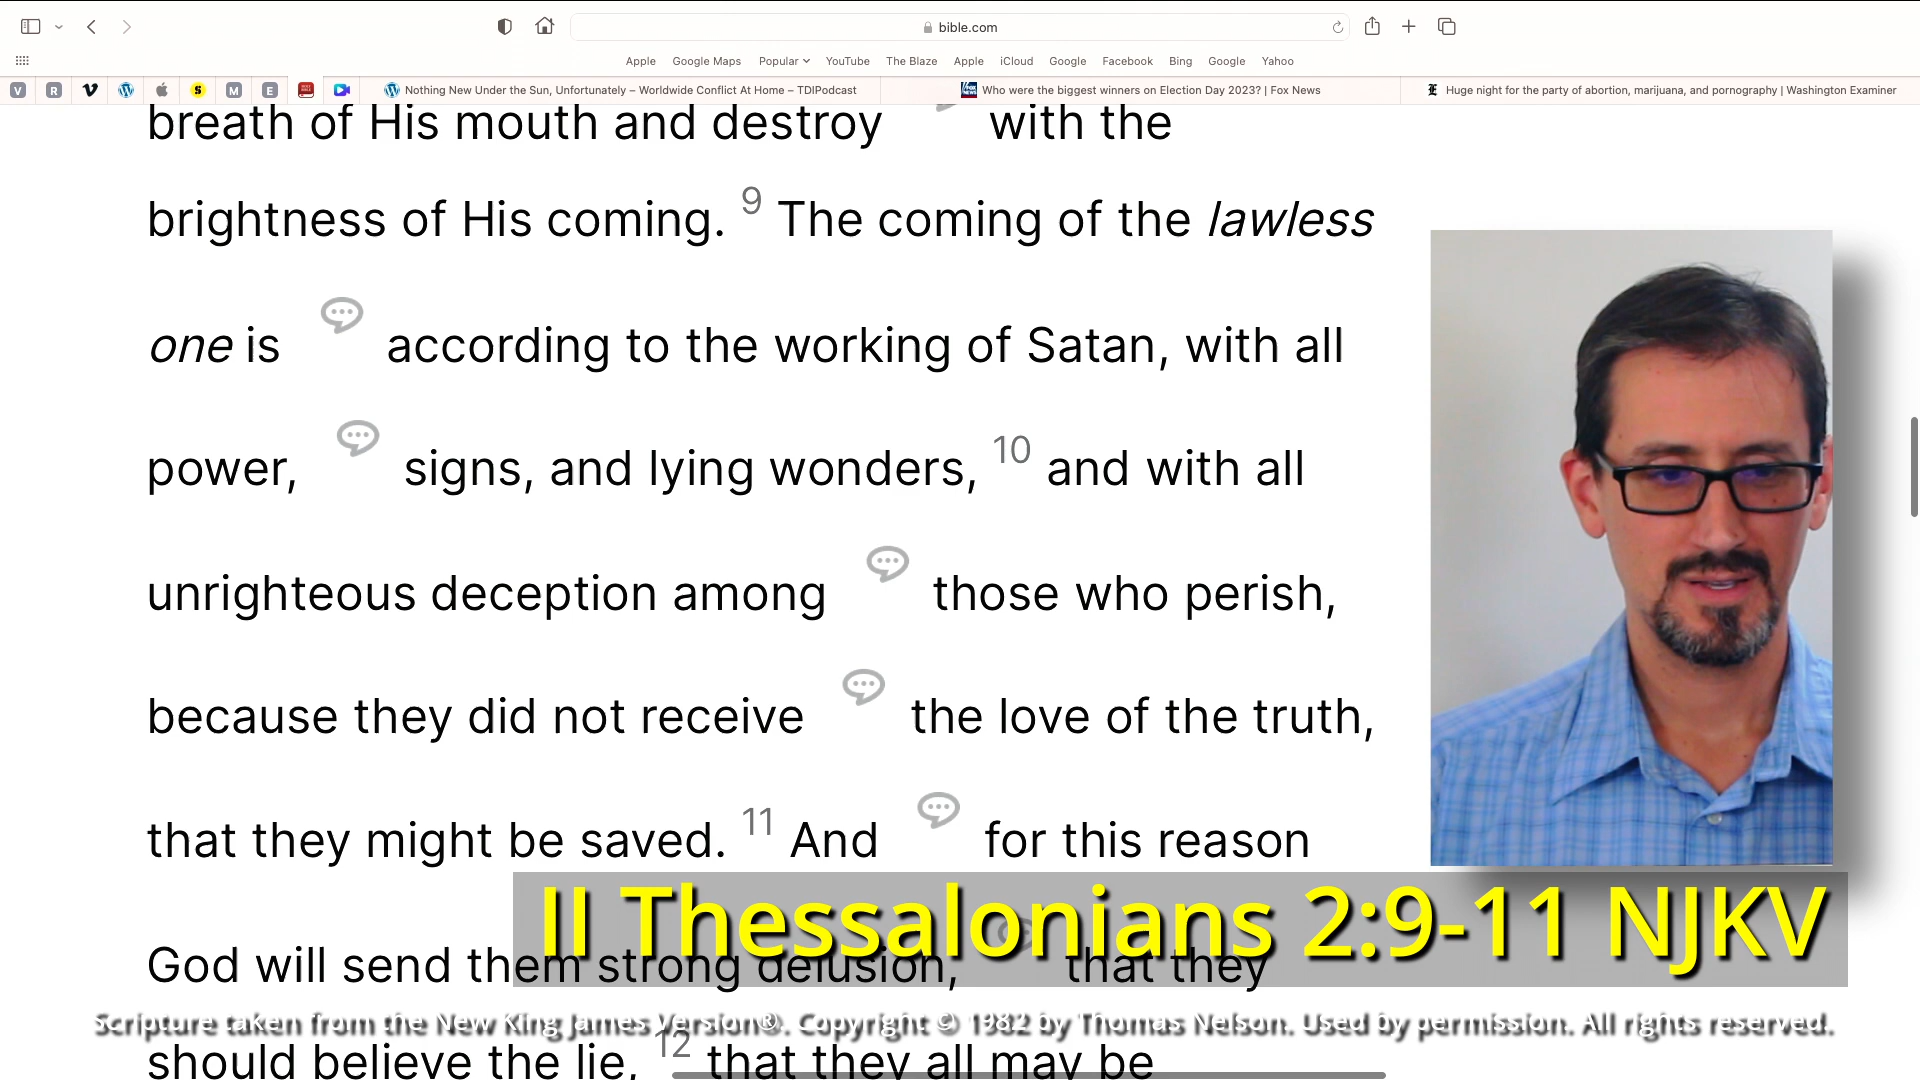 bible.com
Apple Google Maps Popular YouTube The Blaze Apple iCloud Google Facebook Bing Google Yahoo
V R S M E Nothing New Under the Sun, Unfortunately – Worldwide Conflict At Home – TDIPodcast Who were the biggest winners on Election Day 2023? | Fox News Huge night for the party of abortion, marijuana, and pornography | Washington Examiner
breath of His mouth and destroy with the
brightness of His coming. 9 The coming of the lawless
one is according to the working of Satan, with all
power, signs, and lying wonders, 10 and with all
unrighteous deception among those who perish,
because they did not receive the love of the truth,
that they might be saved. 11 And for this reason
II Thessalonians 2:9-11 NJKV
God will send them strong delusion, that they
Scripture taken from the New King James Version®. Copyright © 1982 by Thomas Nelson. Used by permission. All rights reserved.
should believe the lie, 12 that they all may be